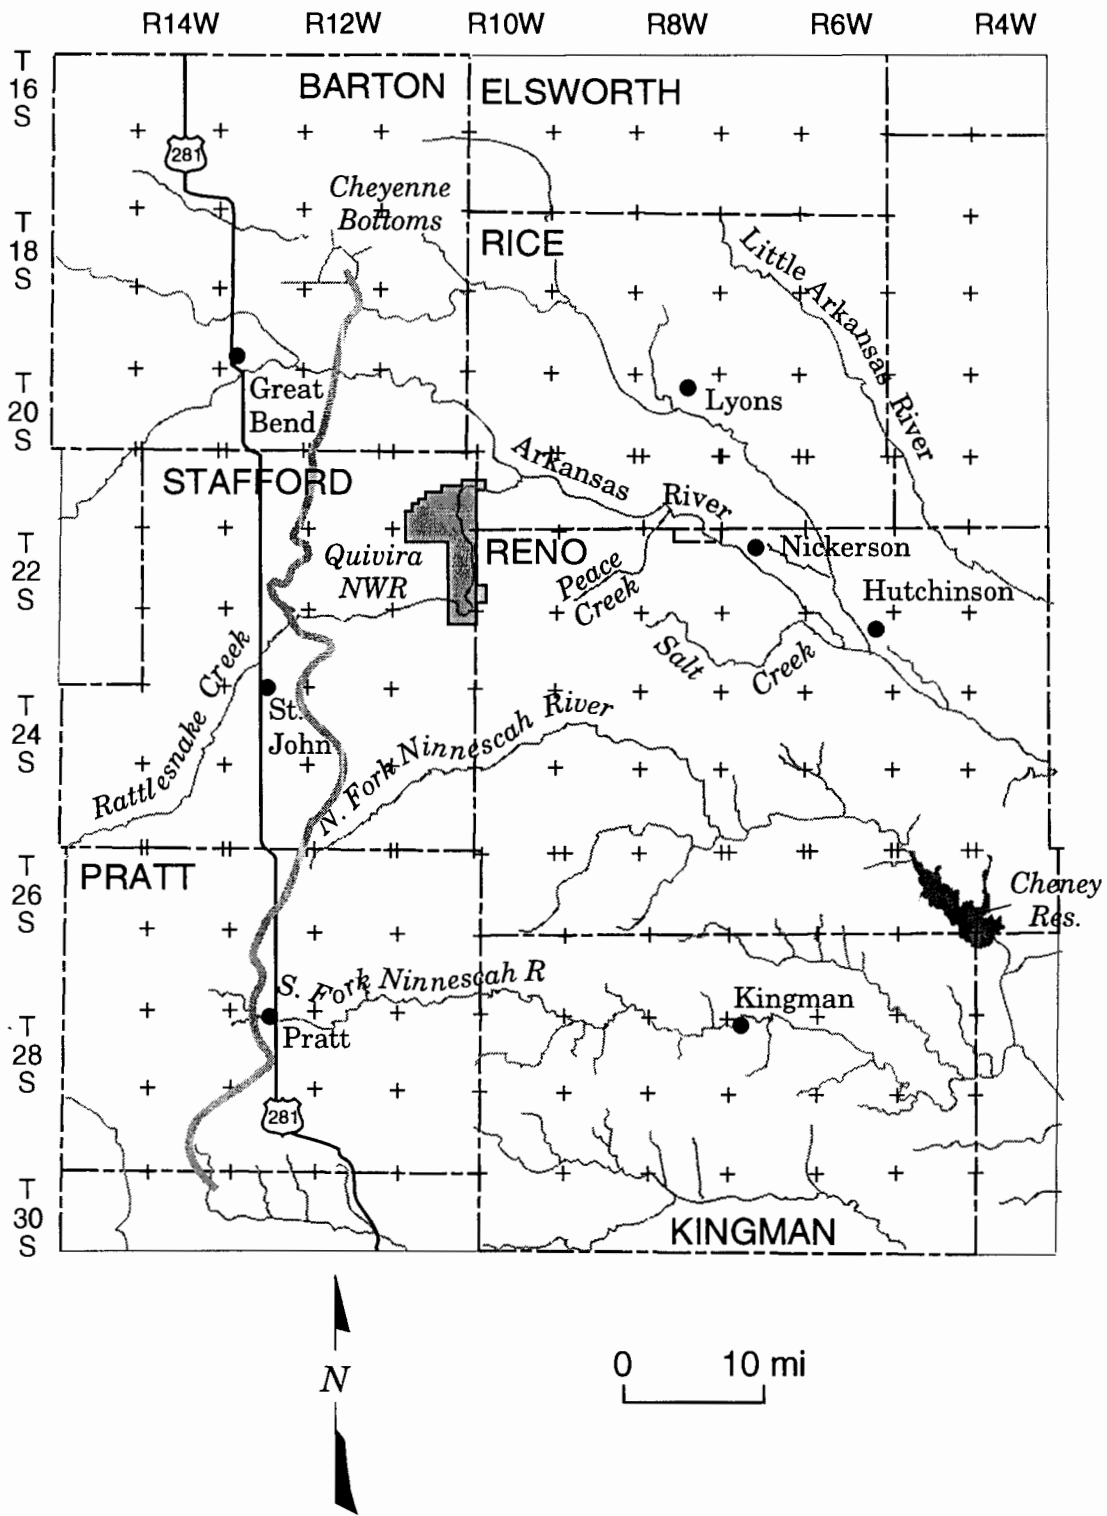 R14W R12W R10W R8W R6W R4W
T
16
S
BARTON
ELSWORTH
281
Cheyenne
Bottoms
T
18
S
RICE
Little Arkansas River
Great
Bend
Lyons
T
20
S
Arkansas River
STAFFORD
Quivira
NWR
RENO
Nickerson
T
22
S
Peace
Creek
Hutchinson
Salt Creek
Rattlesnake Creek
St.
John
T
24
S
N. Fork Ninnescah River
PRATT
T
26
S
Cheney
Res.
S. Fork Ninnescah R
Kingman
Pratt
T
28
S
281
T
30
S
KINGMAN
N
0 10 mi